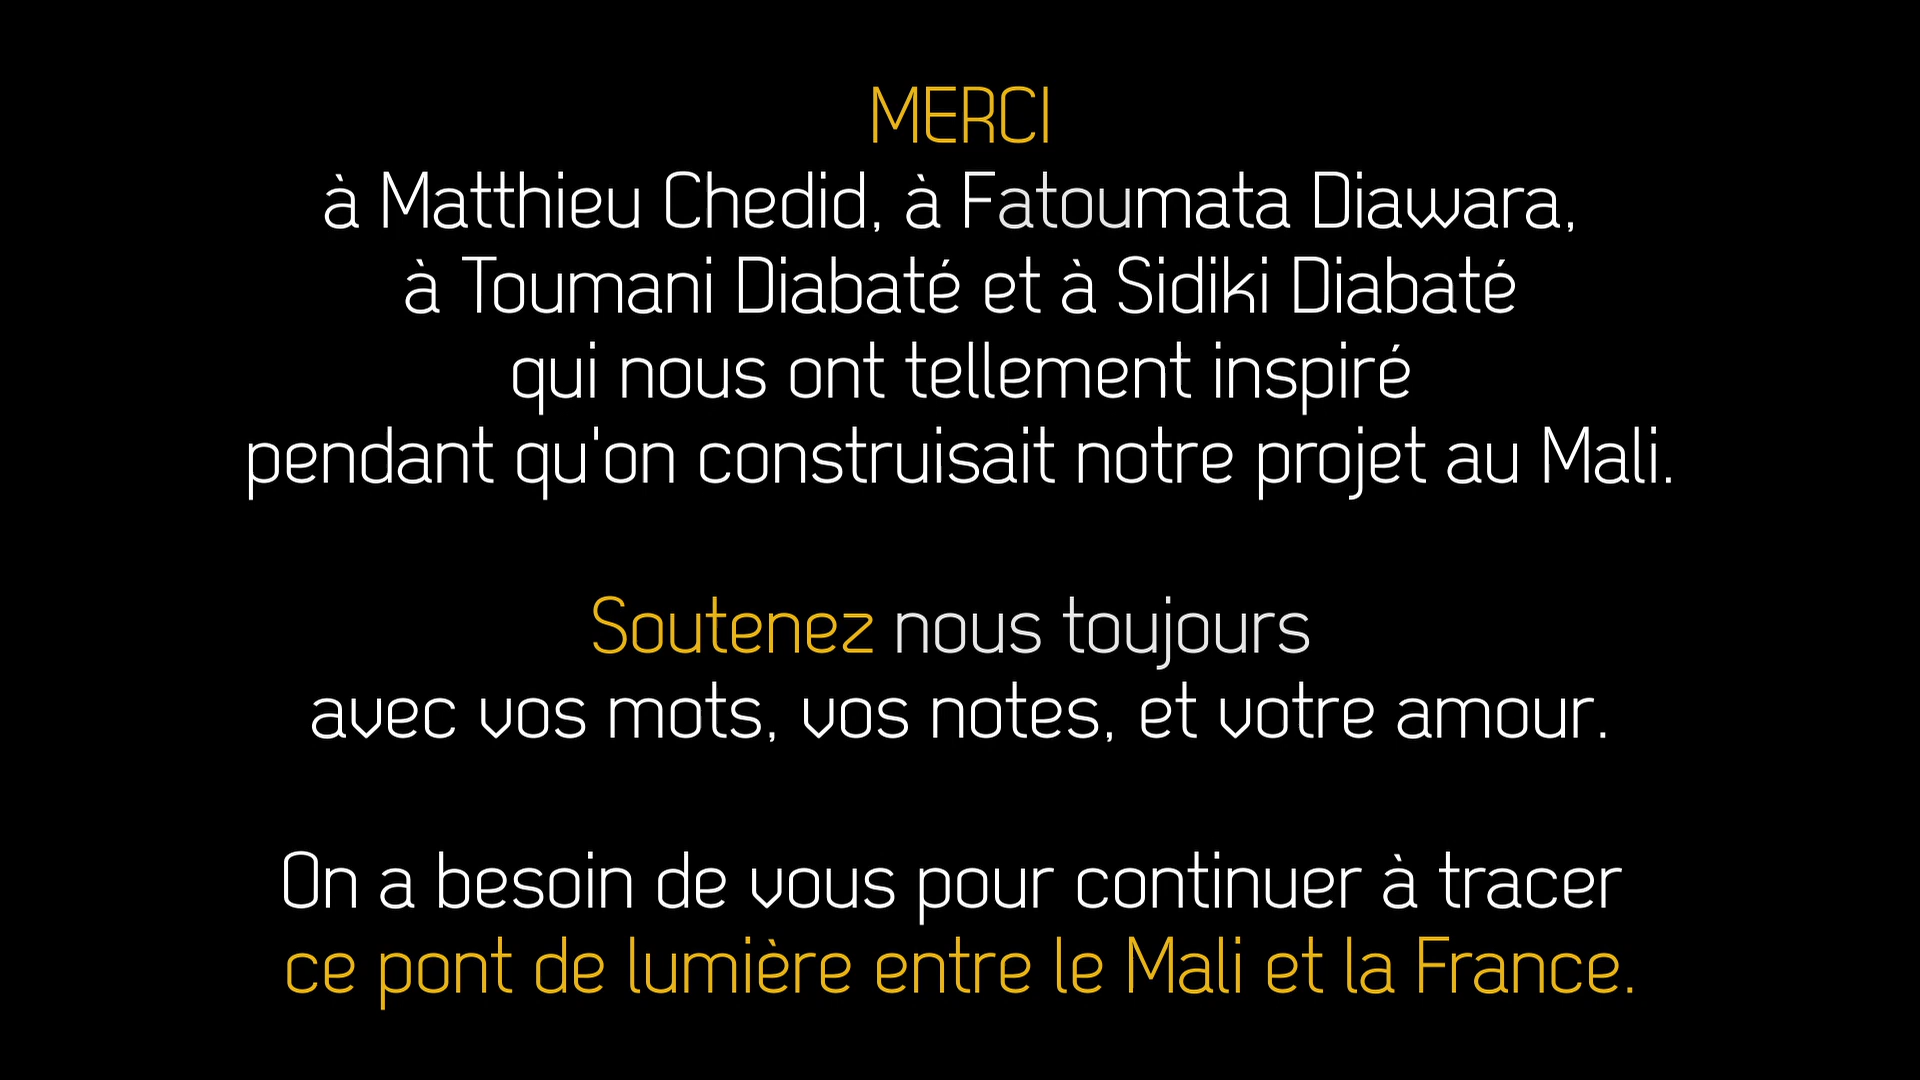 MERCI
à Matthieu Chedid, à Fatoumata Diawara,
à Toumani Diabaté et à Sidiki Diabaté
qui nous ont tellement inspiré
pendant qu'on construisait notre projet au Mali.
Soutenez nous toujours
avec vos mots, vos notes, et votre amour.
On a besoin de vous pour continuer à tracer
ce pont de lumière entre le Mali et la France.